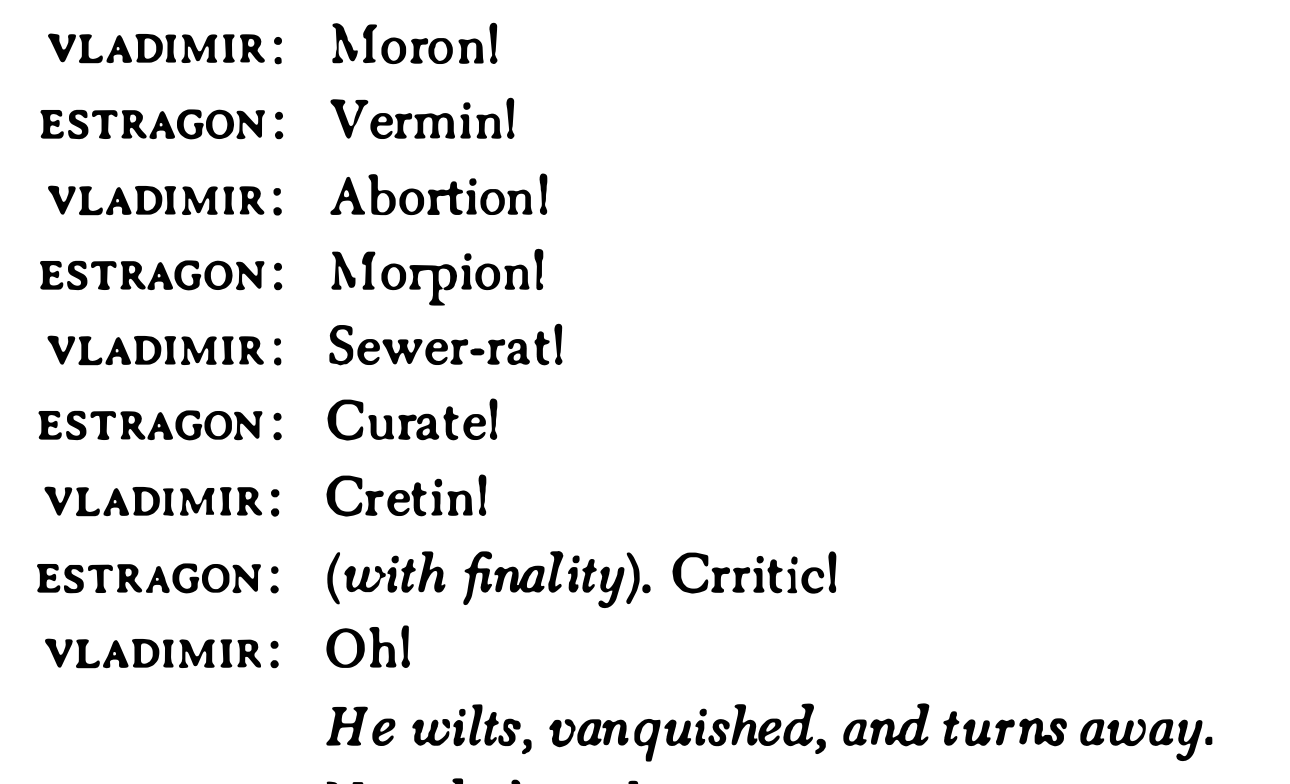 VLADIMIR: Moron!
ESTRAGON: Vermin!
VLADIMIR: Abortion!
ESTRAGON: Morpion!
VLADIMIR: Sewer-rat!
ESTRAGON: Curate!
VLADIMIR: Cretin!
ESTRAGON: (with finality). Crritic!
VLADIMIR: Oh!
He wilts, vanquished, and turns away.